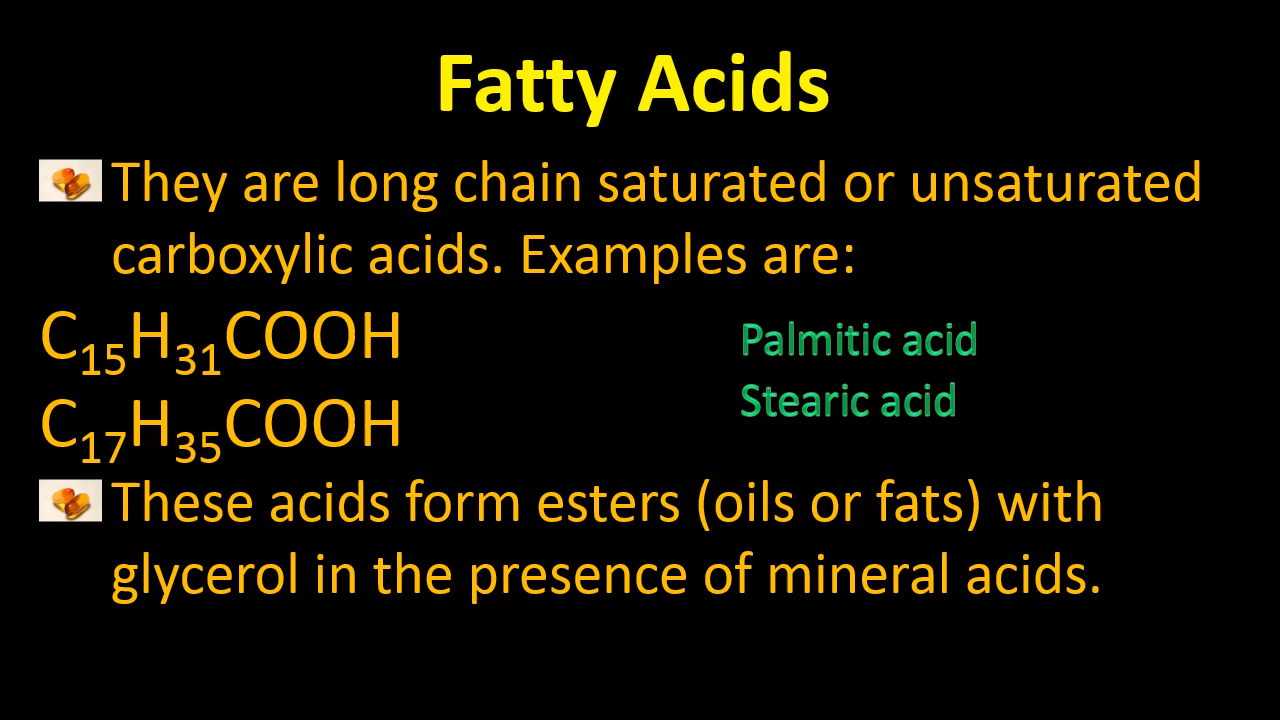 Fatty Acids
They are long chain saturated or unsaturated
carboxylic acids. Examples are:
C₁₅H₃₁COOH Palmitic acid
C₁₇H₃₅COOH Stearic acid
These acids form esters (oils or fats) with
glycerol in the presence of mineral acids.